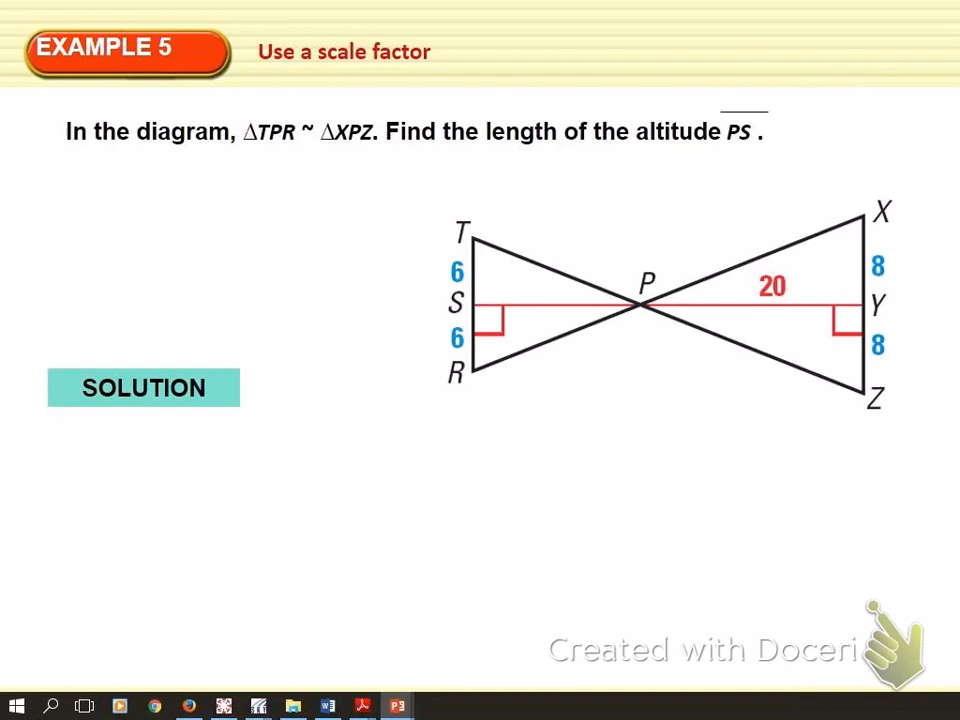 EXAMPLE 5
Use a scale factor
In the diagram, ∆TPR ~ ∆XPZ. Find the length of the altitude PS .
X
T
6
8
P
20
S
Y
6
8
R
Z
SOLUTION
Created with Doceri